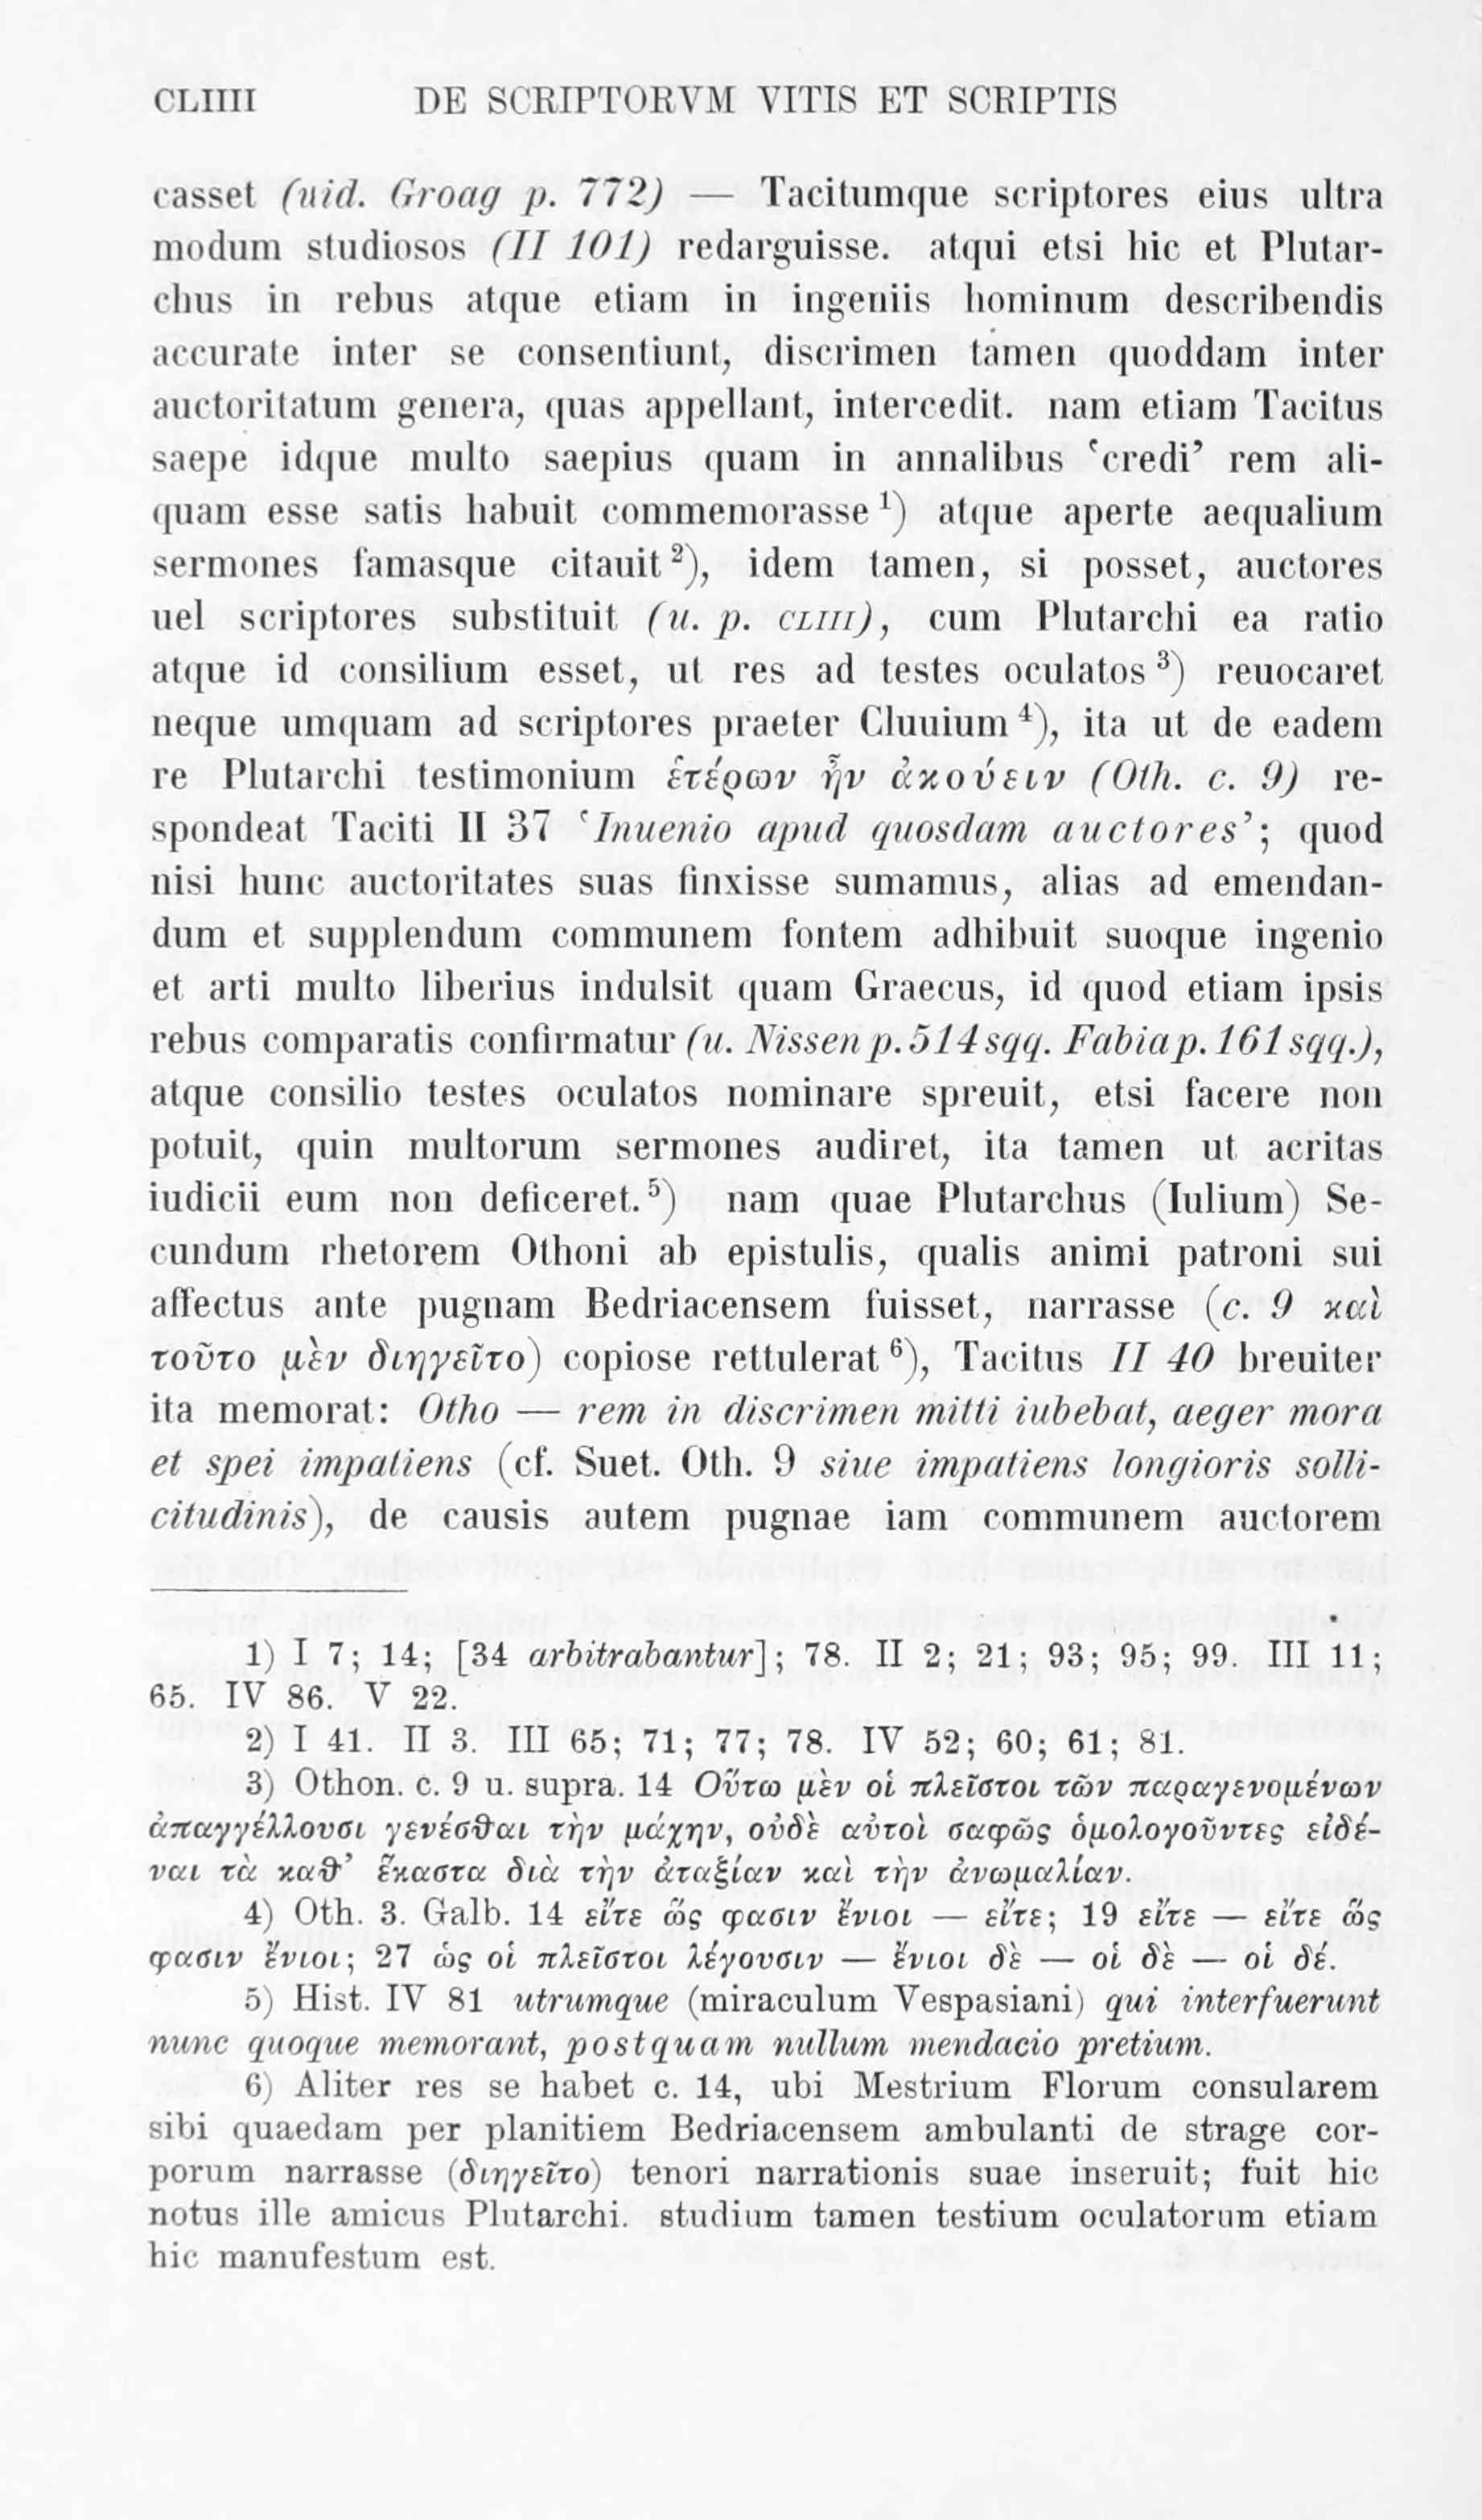 CLIIII DE SCRIPTORVM VITIS ET SCRIPTIS
casset (uid. Groag p. 772) — Tacitumque scriptores eius ultra
modum studiosos (II 101) redarguisse. atqui etsi hic et Plutar-
chus in rebus atque etiam in ingeniis hominum describendis
accurate inter se consentiunt, discrimen tamen quoddam inter
auctoritatum genera, quas appellant, intercedit. nam etiam Tacitus
saepe idque multo saepius quam in annalibus ‘credi’ rem ali-
quam esse satis habuit commemorasse ¹) atque aperte aequalium
sermones famasque citauit ²), idem tamen, si posset, auctores
uel scriptores substituit (u. p. CLIII), cum Plutarchi ea ratio
atque id consilium esset, ut res ad testes oculatos ³) reuocaret
neque umquam ad scriptores praeter Cluuium ⁴), ita ut de eadem
re Plutarchi testimonium ἑτέρων ἦν ἀκούειν (Oth. c. 9) re-
spondeat Taciti II 37 ‘Inuenio apud quosdam auctores’; quod
nisi hunc auctoritates suas finxisse sumamus, alias ad emendan-
dum et supplendum communem fontem adhibuit suoque ingenio
et arti multo liberius indulsit quam Graecus, id quod etiam ipsis
rebus comparatis confirmatur (u. Nissen p. 514 sqq. Fabia p. 161 sqq.),
atque consilio testes oculatos nominare spreuit, etsi facere non
potuit, quin multorum sermones audiret, ita tamen ut acritas
iudicii eum non deficeret. ⁵) nam quae Plutarchus (Iulium) Se-
cundum rhetorem Othoni ab epistulis, qualis animi patroni sui
affectus ante pugnam Bedriacensem fuisset, narrasse (c. 9 καὶ
τοῦτο μὲν διηγεῖτο) copiose rettulerat ⁶), Tacitus II 40 breuiter
ita memorat: Otho — rem in discrimen mitti iubebat, aeger mora
et spei impatiens (cf. Suet. Oth. 9 siue impatiens longioris solli-
citudinis), de causis autem pugnae iam communem auctorem
1) I 7; 14; [34 arbitrabantur]; 78. II 2; 21; 93; 95; 99. III 11;
65. IV 86. V 22.
2) I 41. II 3. III 65; 71; 77; 78. IV 52; 60; 61; 81.
3) Othon. c. 9 u. supra. 14 Οὕτω μὲν οἱ πλεῖστοι τῶν παραγενομένων
ἀπαγγέλλουσι γενέσθαι τὴν μάχην, οὐδὲ αὐτοὶ σαφῶς ὁμολογοῦντες εἰδέ-
ναι τὰ καθ’ ἕκαστα διὰ τὴν ἀταξίαν καὶ τὴν ἀνωμαλίαν.
4) Oth. 3. Galb. 14 εἴτε ὥς φασιν ἔνιοι — εἴτε; 19 εἴτε — εἴτε ὥς
φασιν ἔνιοι; 27 ὡς οἱ πλεῖστοι λέγουσιν — ἔνιοι δὲ — οἱ δὲ — οἱ δέ.
5) Hist. IV 81 utrumque (miraculum Vespasiani) qui interfuerunt
nunc quoque memorant, postquam nullum mendacio pretium.
6) Aliter res se habet c. 14, ubi Mestrium Florum consularem
sibi quaedam per planitiem Bedriacensem ambulanti de strage cor-
porum narrasse (διηγεῖτο) tenori narrationis suae inseruit; fuit hic
notus ille amicus Plutarchi. studium tamen testium oculatorum etiam
hic manufestum est.